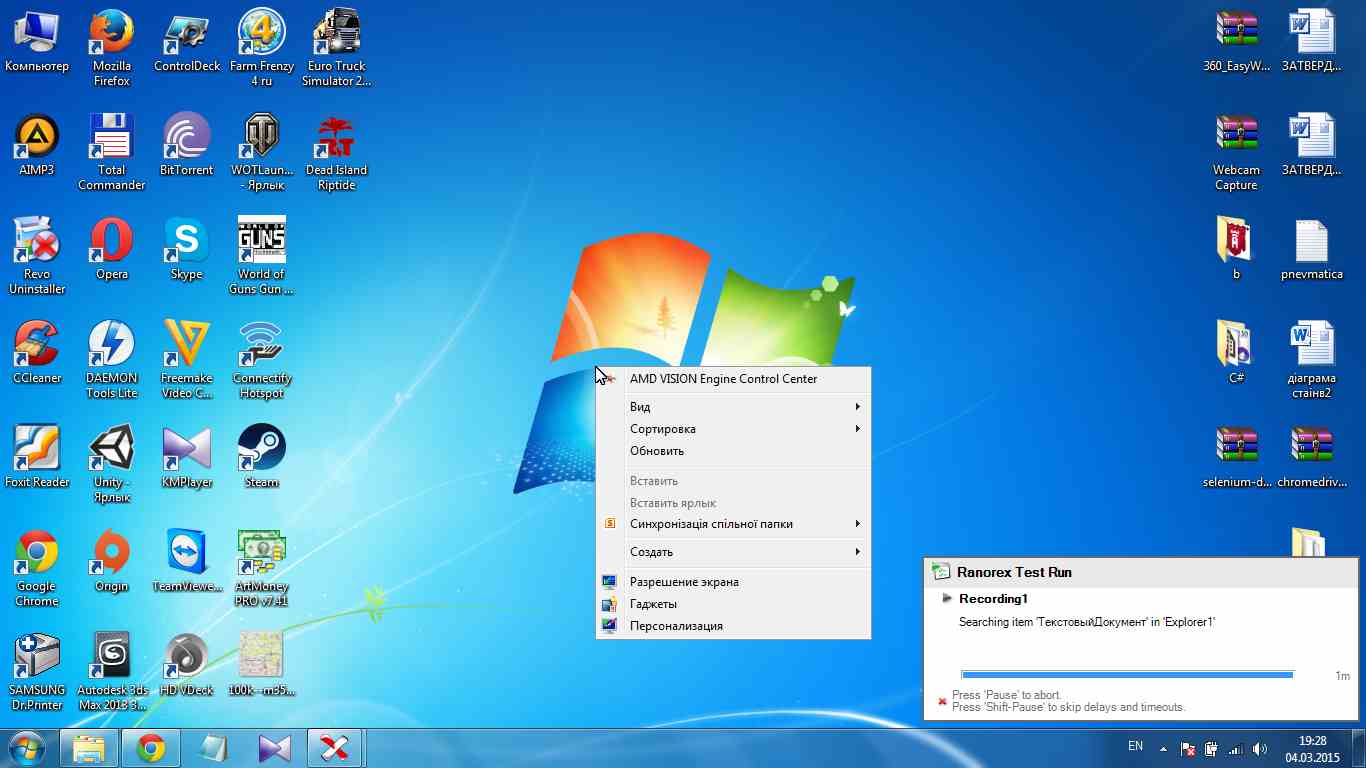 Компьютер
Mozilla
Firefox
ControlDeck
Farm Frenzy
4 ru
Euro Truck
Simulator 2...
360_EasyW...
ЗАТВЕРД...
AIMP3
Total
Commander
BitTorrent
WOTLaun...
- Ярлык
Dead Island
Riptide
Webcam
Capture
ЗАТВЕРД...
Revo
Uninstaller
Opera
Skype
GUNS
World of
Guns Gun ...
b
pnevmatica
CCleaner
DAEMON
Tools Lite
Freemake
Video C...
Connectify
Hotspot
C#
діаграма
станів2
Foxit Reader
Unity -
Ярлык
KMPlayer
Steam
selenium-d...
chromedriv...
Google
Chrome
Origin
TeamViewe...
ArtMoney
PRO v7.41
SAMSUNG
Dr.Printer
Autodesk 3ds
Max 2013 3...
HD VDeck
100k--m35...
AMD VISION Engine Control Center
Вид
Сортировка
Обновить
Вставить
Вставить ярлык
Синхронізація спільної папки
Создать
Разрешение экрана
Гаджеты
Персонализация
Ranorex Test Run
Recording1
Searching item 'ТекстовыйДокумент' in 'Explorer1'
1m
Press 'Pause' to abort.
Press 'Shift-Pause' to skip delays and timeouts.
EN
19:28
04.03.2015